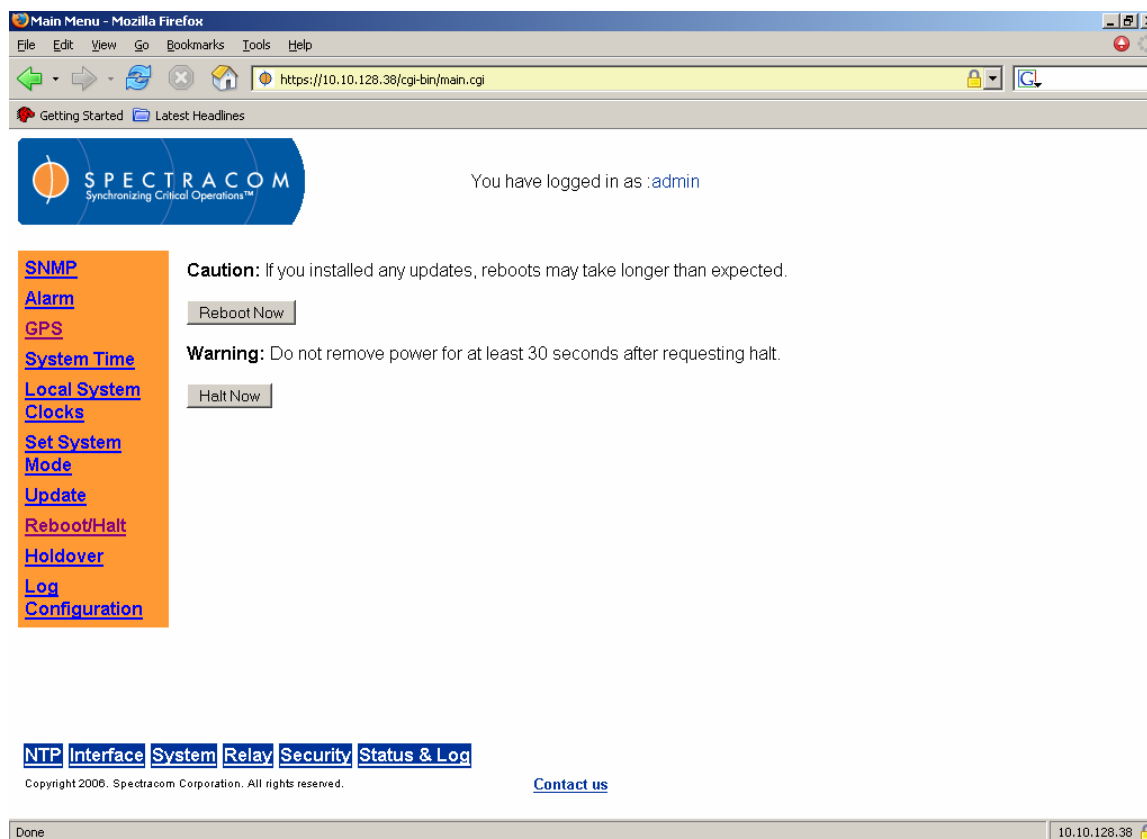 Main Menu - Mozilla Firefox
File Edit View Go Bookmarks Tools Help
https://10.10.128.38/cgi-bin/main.cgi
G
Getting Started Latest Headlines
SPECTRACOM
Synchronizing Critical Operations™
You have logged in as :admin
SNMP
Alarm
GPS
System Time
Local System
Clocks
Set System
Mode
Update
Reboot/Halt
Holdover
Log
Configuration
Caution: If you installed any updates, reboots may take longer than expected.
Reboot Now
Warning: Do not remove power for at least 30 seconds after requesting halt.
Halt Now
NTP Interface System Relay Security Status & Log
Copyright 2006. Spectracom Corporation. All rights reserved.
Contact us
Done
10.10.128.38